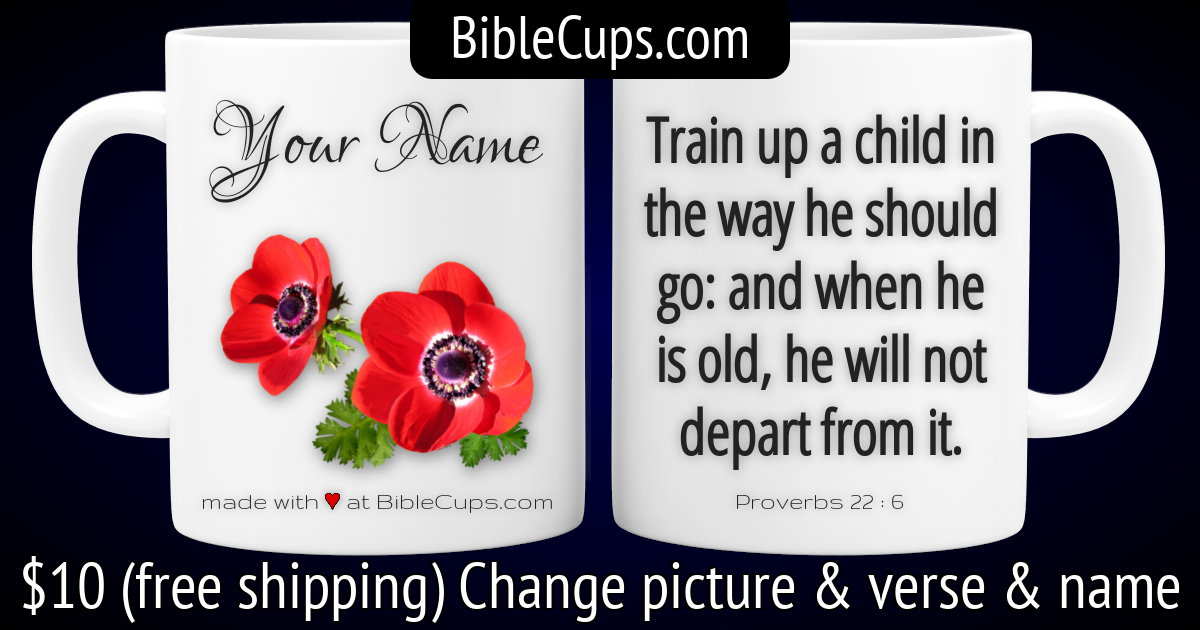 BibleCups.com
Your Name
made with ♥ at BibleCups.com
Train up a child in
the way he should
go: and when he
is old, he will not
depart from it.
Proverbs 22 : 6
$10 (free shipping) Change picture & verse & name